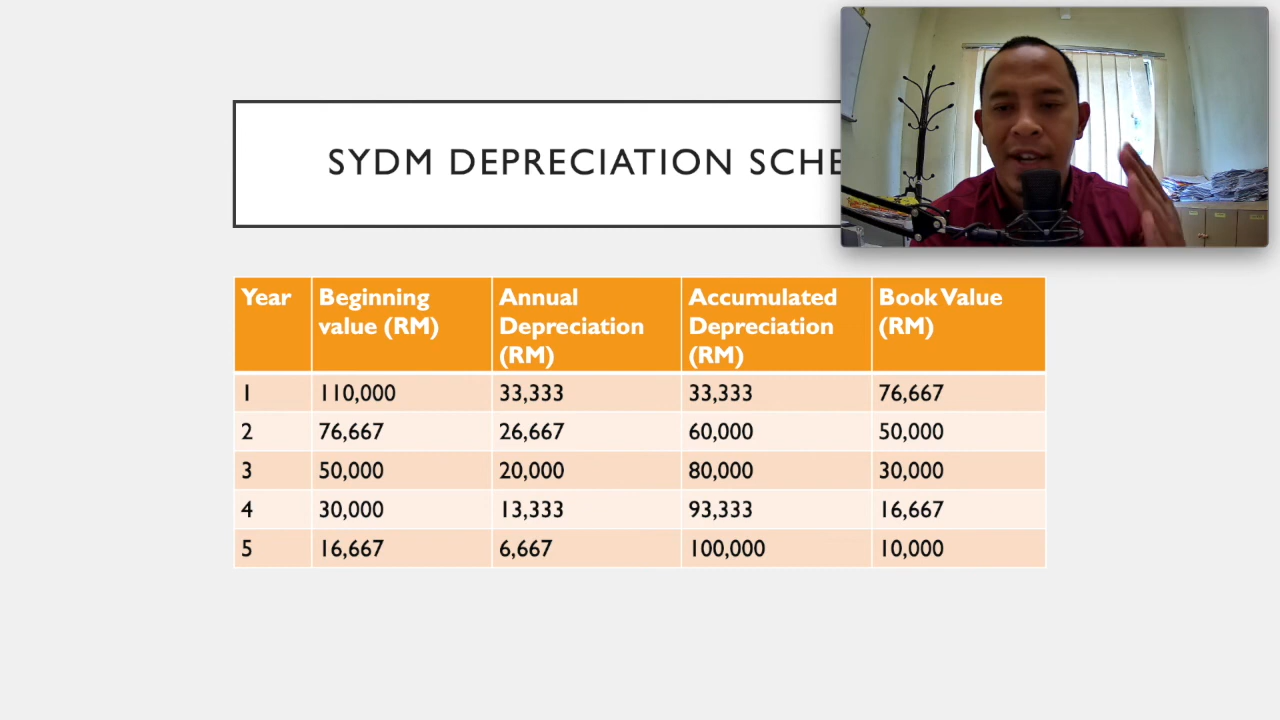 SYDM DEPRECIATION SCHE
Year Beginning value (RM) Annual Depreciation (RM) Accumulated Depreciation (RM) Book Value (RM)
1 110,000 33,333 33,333 76,667
2 76,667 26,667 60,000 50,000
3 50,000 20,000 80,000 30,000
4 30,000 13,333 93,333 16,667
5 16,667 6,667 100,000 10,000